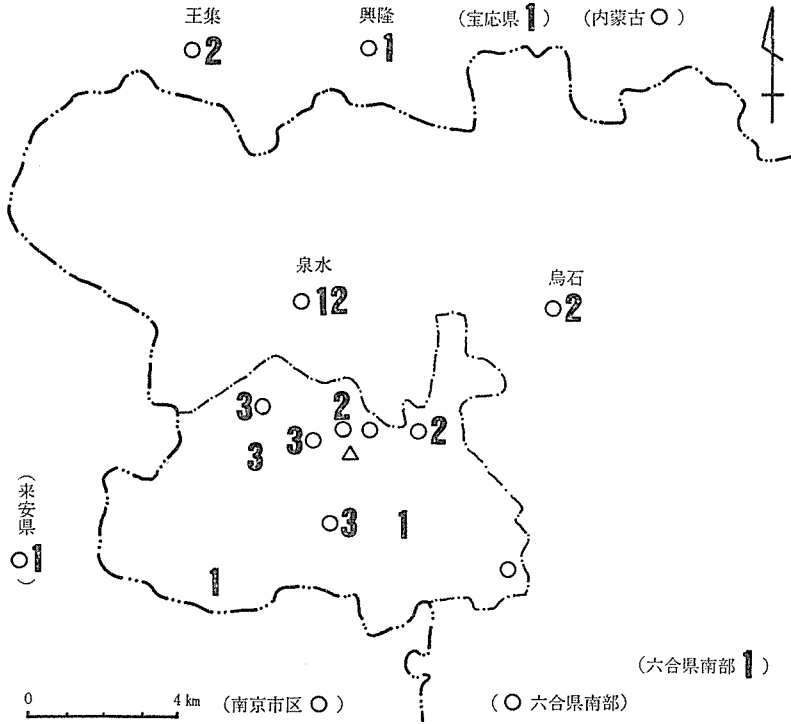 王集
○2
興隆
○1
(宝応県 1)
(内蒙古 ○)
泉水
○12
烏石
○2
3○
2
3
3○
○2
△
○3
1
(来安県)
○1
1
(六合県南部 1)
0 4 km
(南京市区 ○)
(○ 六合県南部)